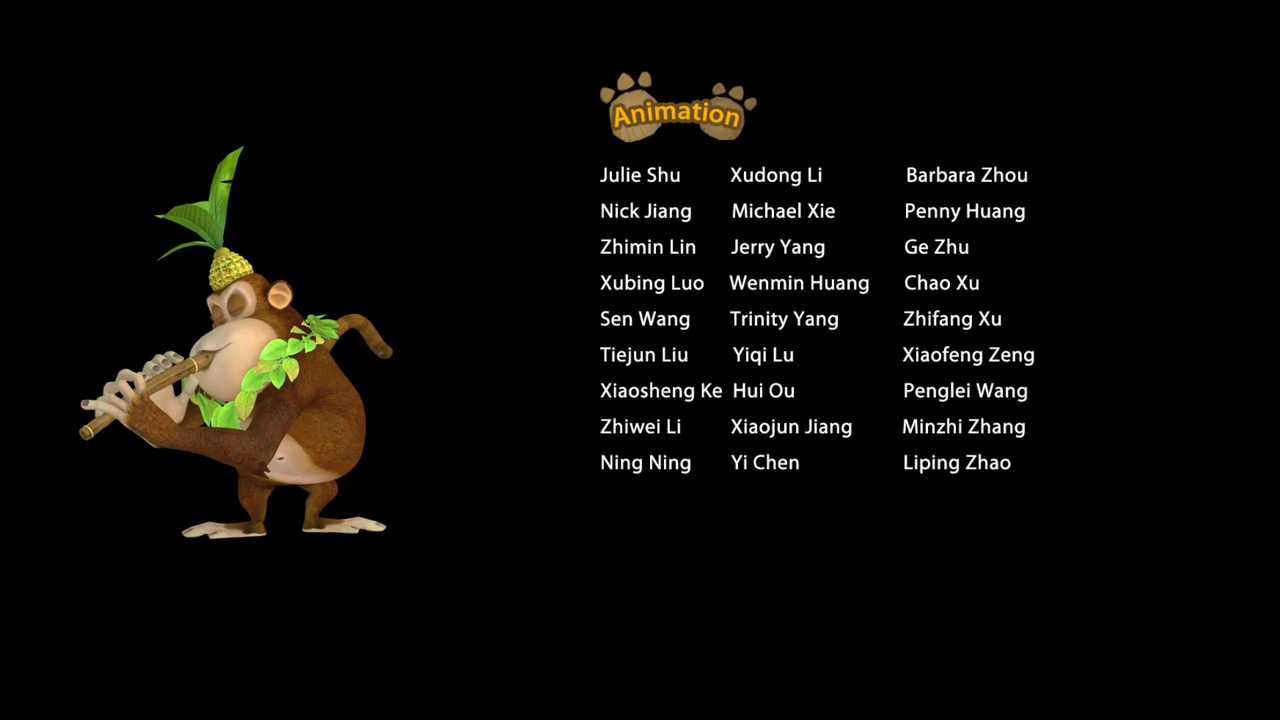 Animation
Julie Shu Xudong Li Barbara Zhou
Nick Jiang Michael Xie Penny Huang
Zhimin Lin Jerry Yang Ge Zhu
Xubing Luo Wenmin Huang Chao Xu
Sen Wang Trinity Yang Zhifang Xu
Tiejun Liu Yiqi Lu Xiaofeng Zeng
Xiaosheng Ke Hui Ou Penglei Wang
Zhiwei Li Xiaojun Jiang Minzhi Zhang
Ning Ning Yi Chen Liping Zhao